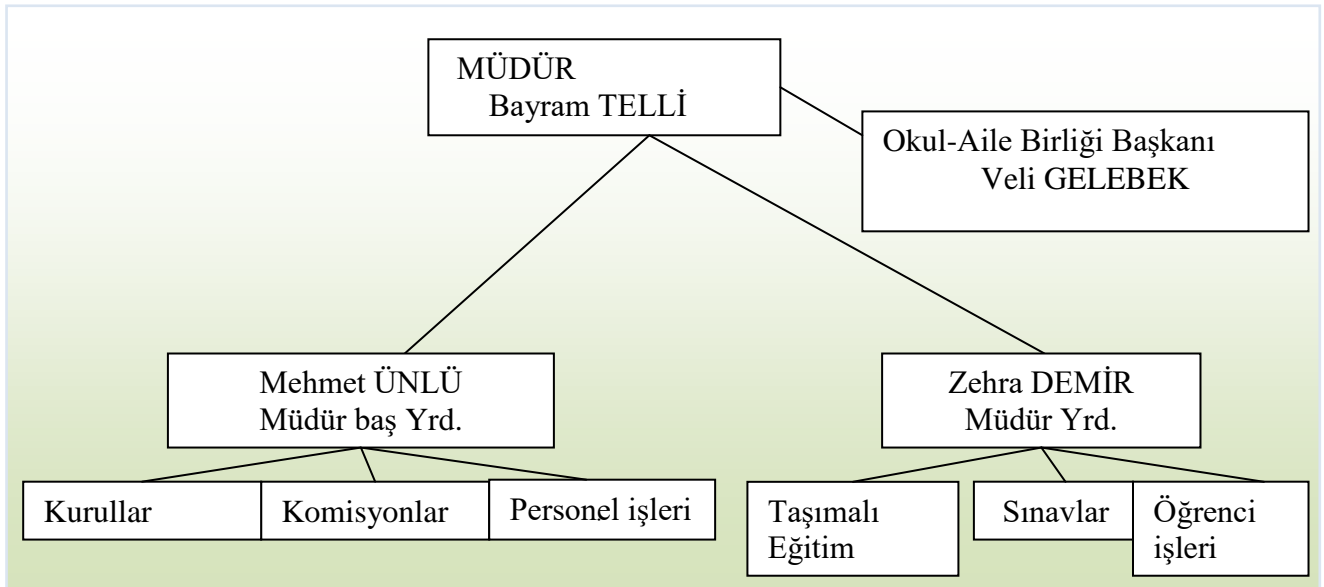 MÜDÜR
Bayram TELLİ
Okul-Aile Birliği Başkanı
Veli GELEBEK
Mehmet ÜNLÜ
Müdür baş Yrd.
Zehra DEMİR
Müdür Yrd.
Kurullar
Komisyonlar
Personel işleri
Taşımalı
Eğitim
Sınavlar
Öğrenci
işleri